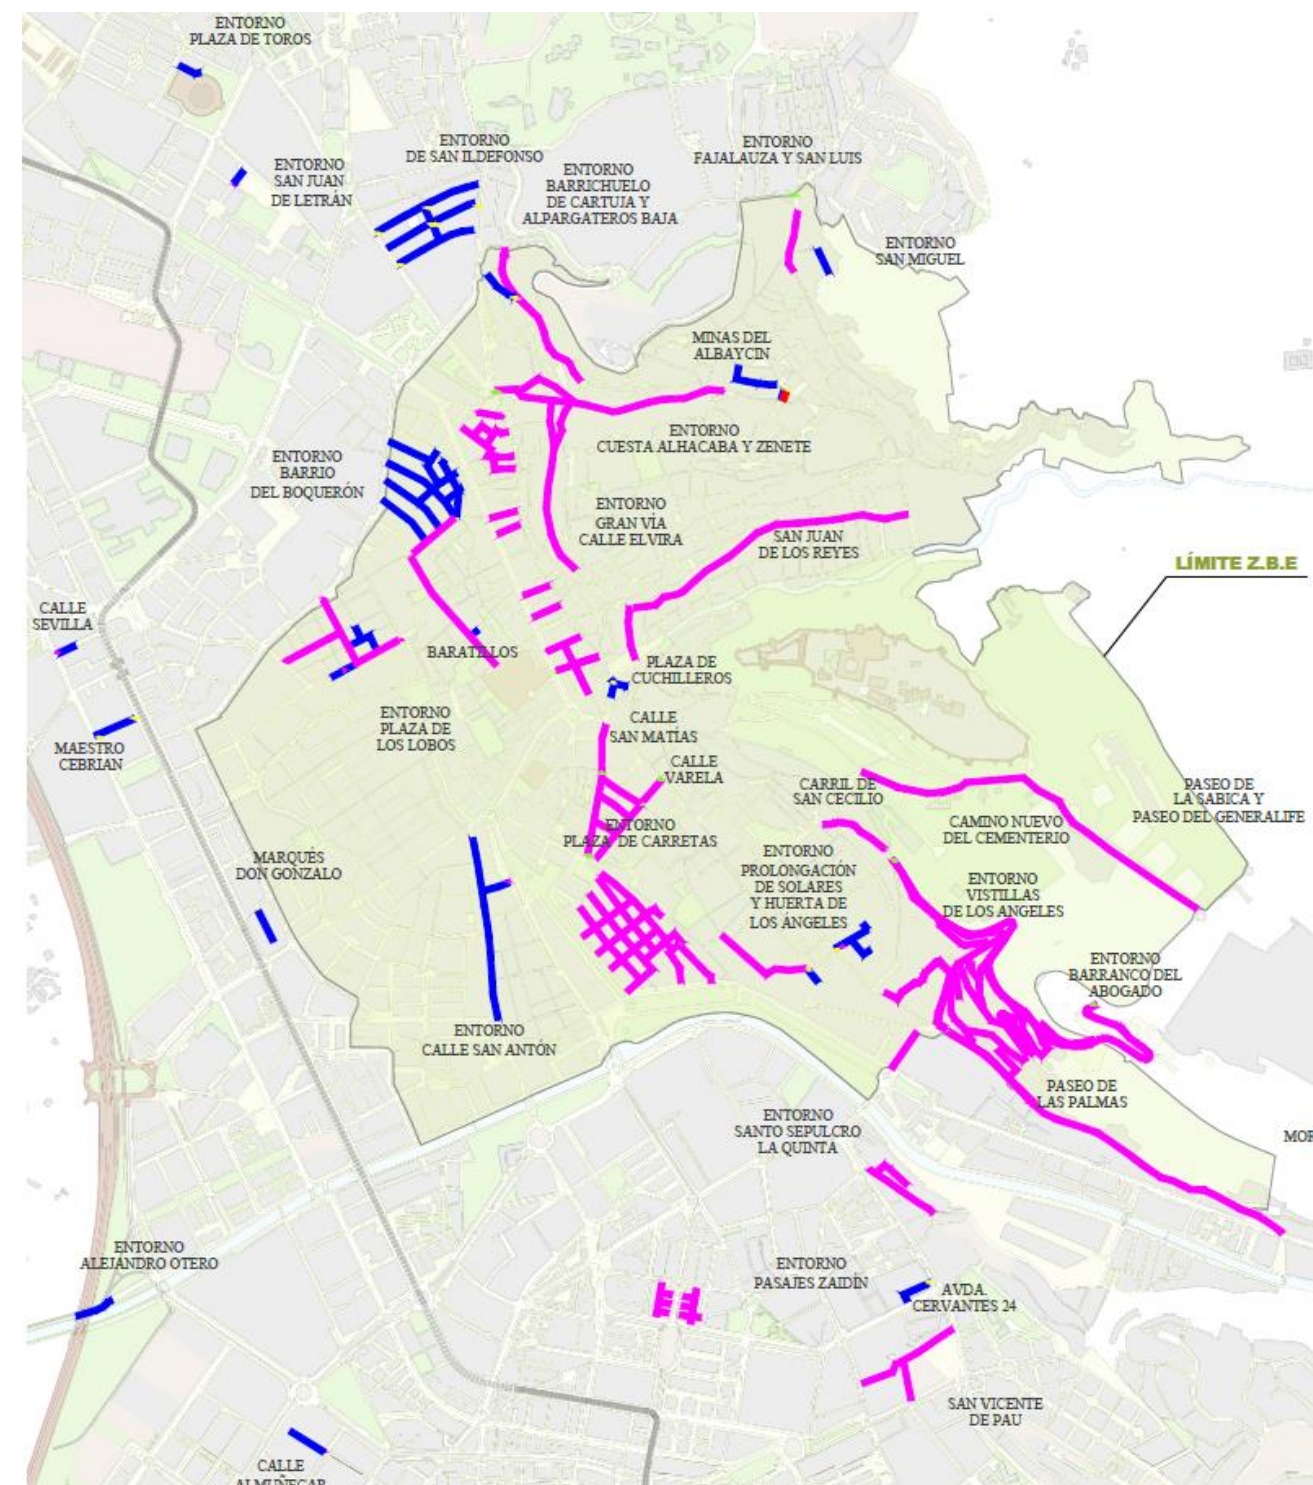 ENTORNO
PLAZA DE TOROS
ENTORNO
DE SAN ILDEFONSO
ENTORNO
FAJALAUZA Y SAN LUIS
ENTORNO
SAN JUAN
DE LETRÁN
ENTORNO
BARRICHUELO
DE CARTUJA Y
ALPARGATEROS BAJA
ENTORNO
SAN MIGUEL
MINAS DEL
ALBAYCIN
ENTORNO
CUESTA ALHACABA Y ZENETE
ENTORNO
BARRIO
DEL BOQUERÓN
ENTORNO
GRAN VÍA
CALLE ELVIRA
SAN JUAN
DE LOS REYES
LÍMITE Z.B.E
CALLE
SEVILLA
BARATILLOS
PLAZA DE
CUCHILLEROS
ENTORNO
PLAZA DE
LOS LOBOS
CALLE
SAN MATÍAS
MAESTRO
CEBRIAN
CALLE
VARELA
CARRIL DE
SAN CECILIO
PASEO DE
LA SABICA Y
PASEO DEL GENERALIFE
CAMINO NUEVO
DEL CEMENTERIO
ENTORNO
PLAZA DE CARRETAS
MARQUÉS
DON GONZALO
ENTORNO
PROLONGACIÓN
DE SOLARES
Y HUERTA DE
LOS ÁNGELES
ENTORNO
VISTILLAS
DE LOS ANGELES
ENTORNO
BARRANCO DEL
ABOGADO
ENTORNO
CALLE SAN ANTÓN
PASEO DE
LAS PALMAS
ENTORNO
SANTO SEPULCRO
LA QUINTA
MOR
ENTORNO
ALEJANDRO OTERO
ENTORNO
PASAJES ZAIDÍN
AVDA.
CERVANTES 24
SAN VICENTE
DE PAU
CALLE
ALMUÑECAR